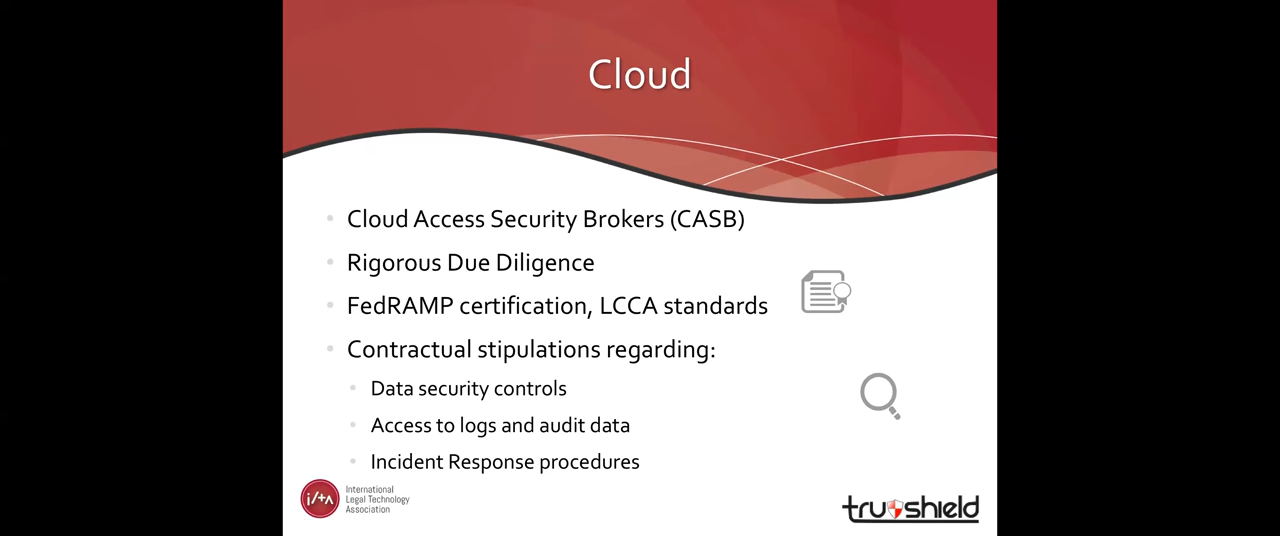 Cloud
Cloud Access Security Brokers (CASB)
Rigorous Due Diligence
FedRAMP certification, LCCA standards
Contractual stipulations regarding:
Data security controls
Access to logs and audit data
Incident Response procedures
i/+A
International
Legal Technology
Association
trushield